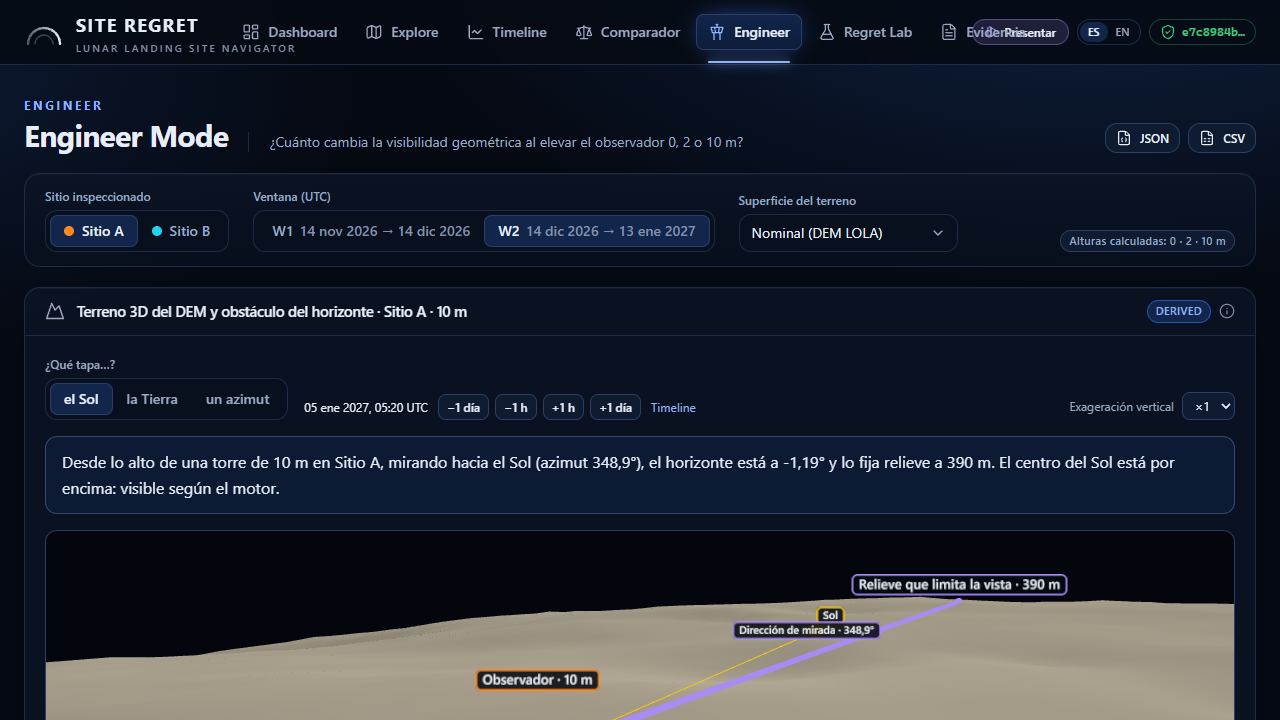 SITE REGRET
LUNAR LANDING SITE NAVIGATOR
Dashboard
Explore
Timeline
Comparador
Engineer
Regret Lab
Evidencia
Presentar
ES
EN
e7c8984b…
ENGINEER
Engineer Mode
¿Cuánto cambia la visibilidad geométrica al elevar el observador 0, 2 o 10 m?
JSON
CSV
Sitio inspeccionado
Sitio A
Sitio B
Ventana (UTC)
W1 14 nov 2026 → 14 dic 2026
W2 14 dic 2026 → 13 ene 2027
Superficie del terreno
Nominal (DEM LOLA)
Alturas calculadas: 0 · 2 · 10 m
Terreno 3D del DEM y obstáculo del horizonte · Sitio A · 10 m
DERIVED
¿Qué tapa...?
el Sol
la Tierra
un azimut
05 ene 2027, 05:20 UTC
−1 día
−1 h
+1 h
+1 día
Timeline
Exageración vertical
×1
Desde lo alto de una torre de 10 m en Sitio A, mirando hacia el Sol (azimut 348,9°), el horizonte está a -1,19° y lo fija relieve a 390 m. El centro del Sol está por
encima: visible según el motor.
Relieve que limita la vista · 390 m
Sol
Dirección de mirada · 348,9°
Observador · 10 m